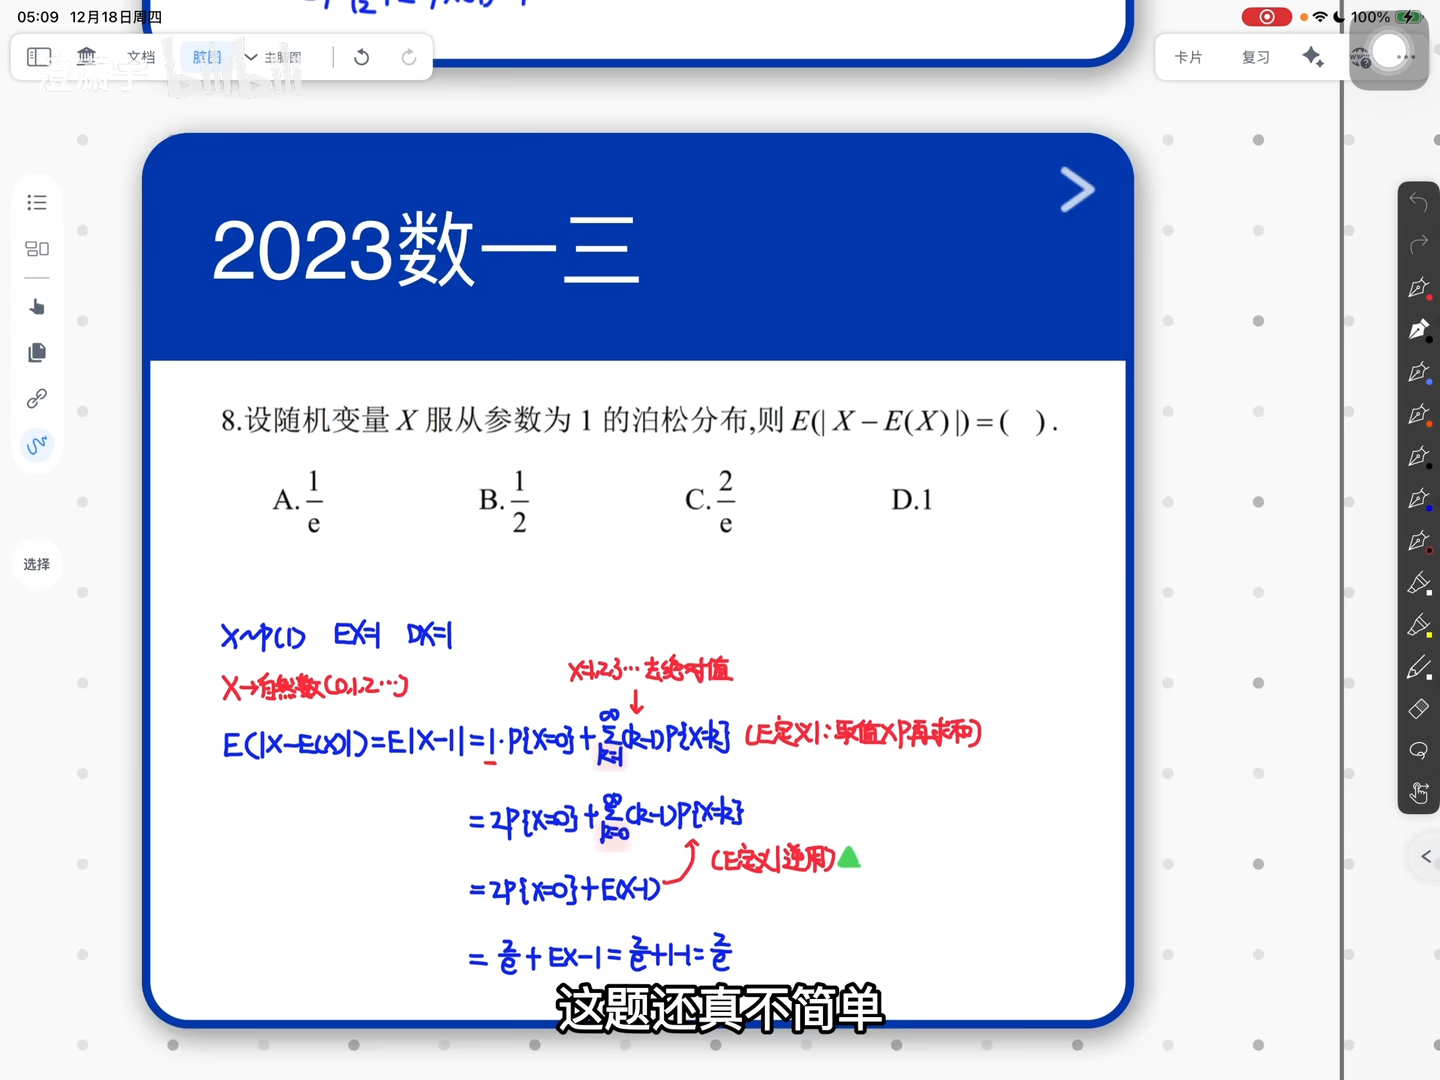 05:09 12月18日周四
100%
文档 脑图 主脑图
卡片 复习
2023数一三
8.设随机变量 X 服从参数为 1 的泊松分布,则 E(| X − E(X)|) = ( ) .
A. 1/e B. 1/2 C. 2/e D.1
选择
X~P(1) EX=1 DX=1
X=1,2,3… 去绝对值
X→自然数(0,1,2…)
E(|X−E(X)|)=E|X−1|=1·P{X=0}+∑_{k=1}^{∞}(k−1)P{X=k} (E定义:取值×P再求和)
=2P{X=0}+∑_{k=0}^{∞}(k−1)P{X=k}
(E定义逆用)
=2P{X=0}+E(X−1)
=2/e+EX−1=2/e+1−1=2/e
这题还真不简单